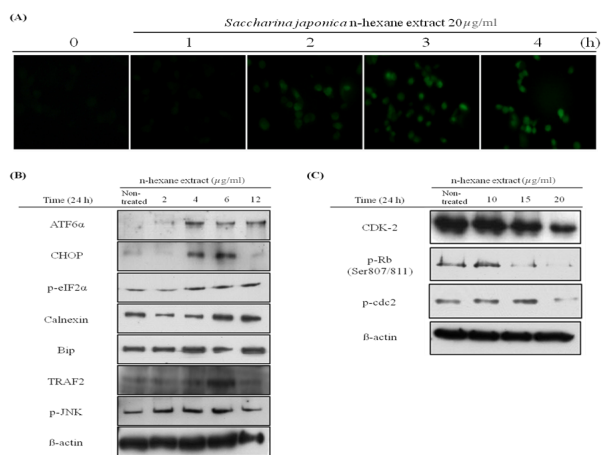 (A)
Saccharina japonica n-hexane extract 20µg/ml
0 1 2 3 4 (h)
(B)
n-hexane extract (µg/ml)
Time (24 h) Non-treated 2 4 6 12
ATF6α
CHOP
p-eIF2α
Calnexin
Bip
TRAF2
p-JNK
ß-actin
(C)
n-hexane extract (µg/ml)
Time (24 h) Non-treated 10 15 20
CDK-2
p-Rb
(Ser807/811)
p-cdc2
ß-actin